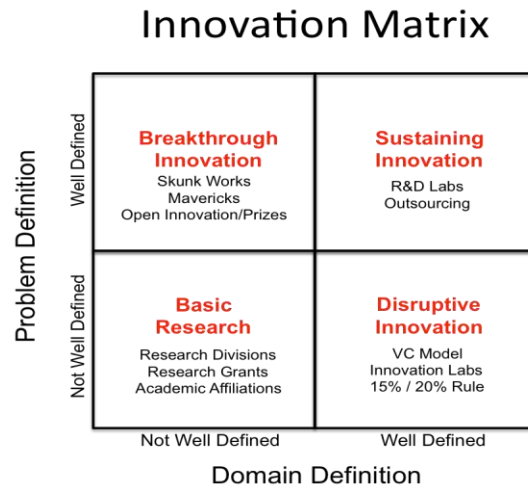 Innovation Matrix
Problem Definition
Well Defined
Not Well Defined
Breakthrough
Innovation
Skunk Works
Mavericks
Open Innovation/Prizes
Sustaining
Innovation
R&D Labs
Outsourcing
Basic
Research
Research Divisions
Research Grants
Academic Affiliations
Disruptive
Innovation
VC Model
Innovation Labs
15% / 20% Rule
Not Well Defined
Well Defined
Domain Definition